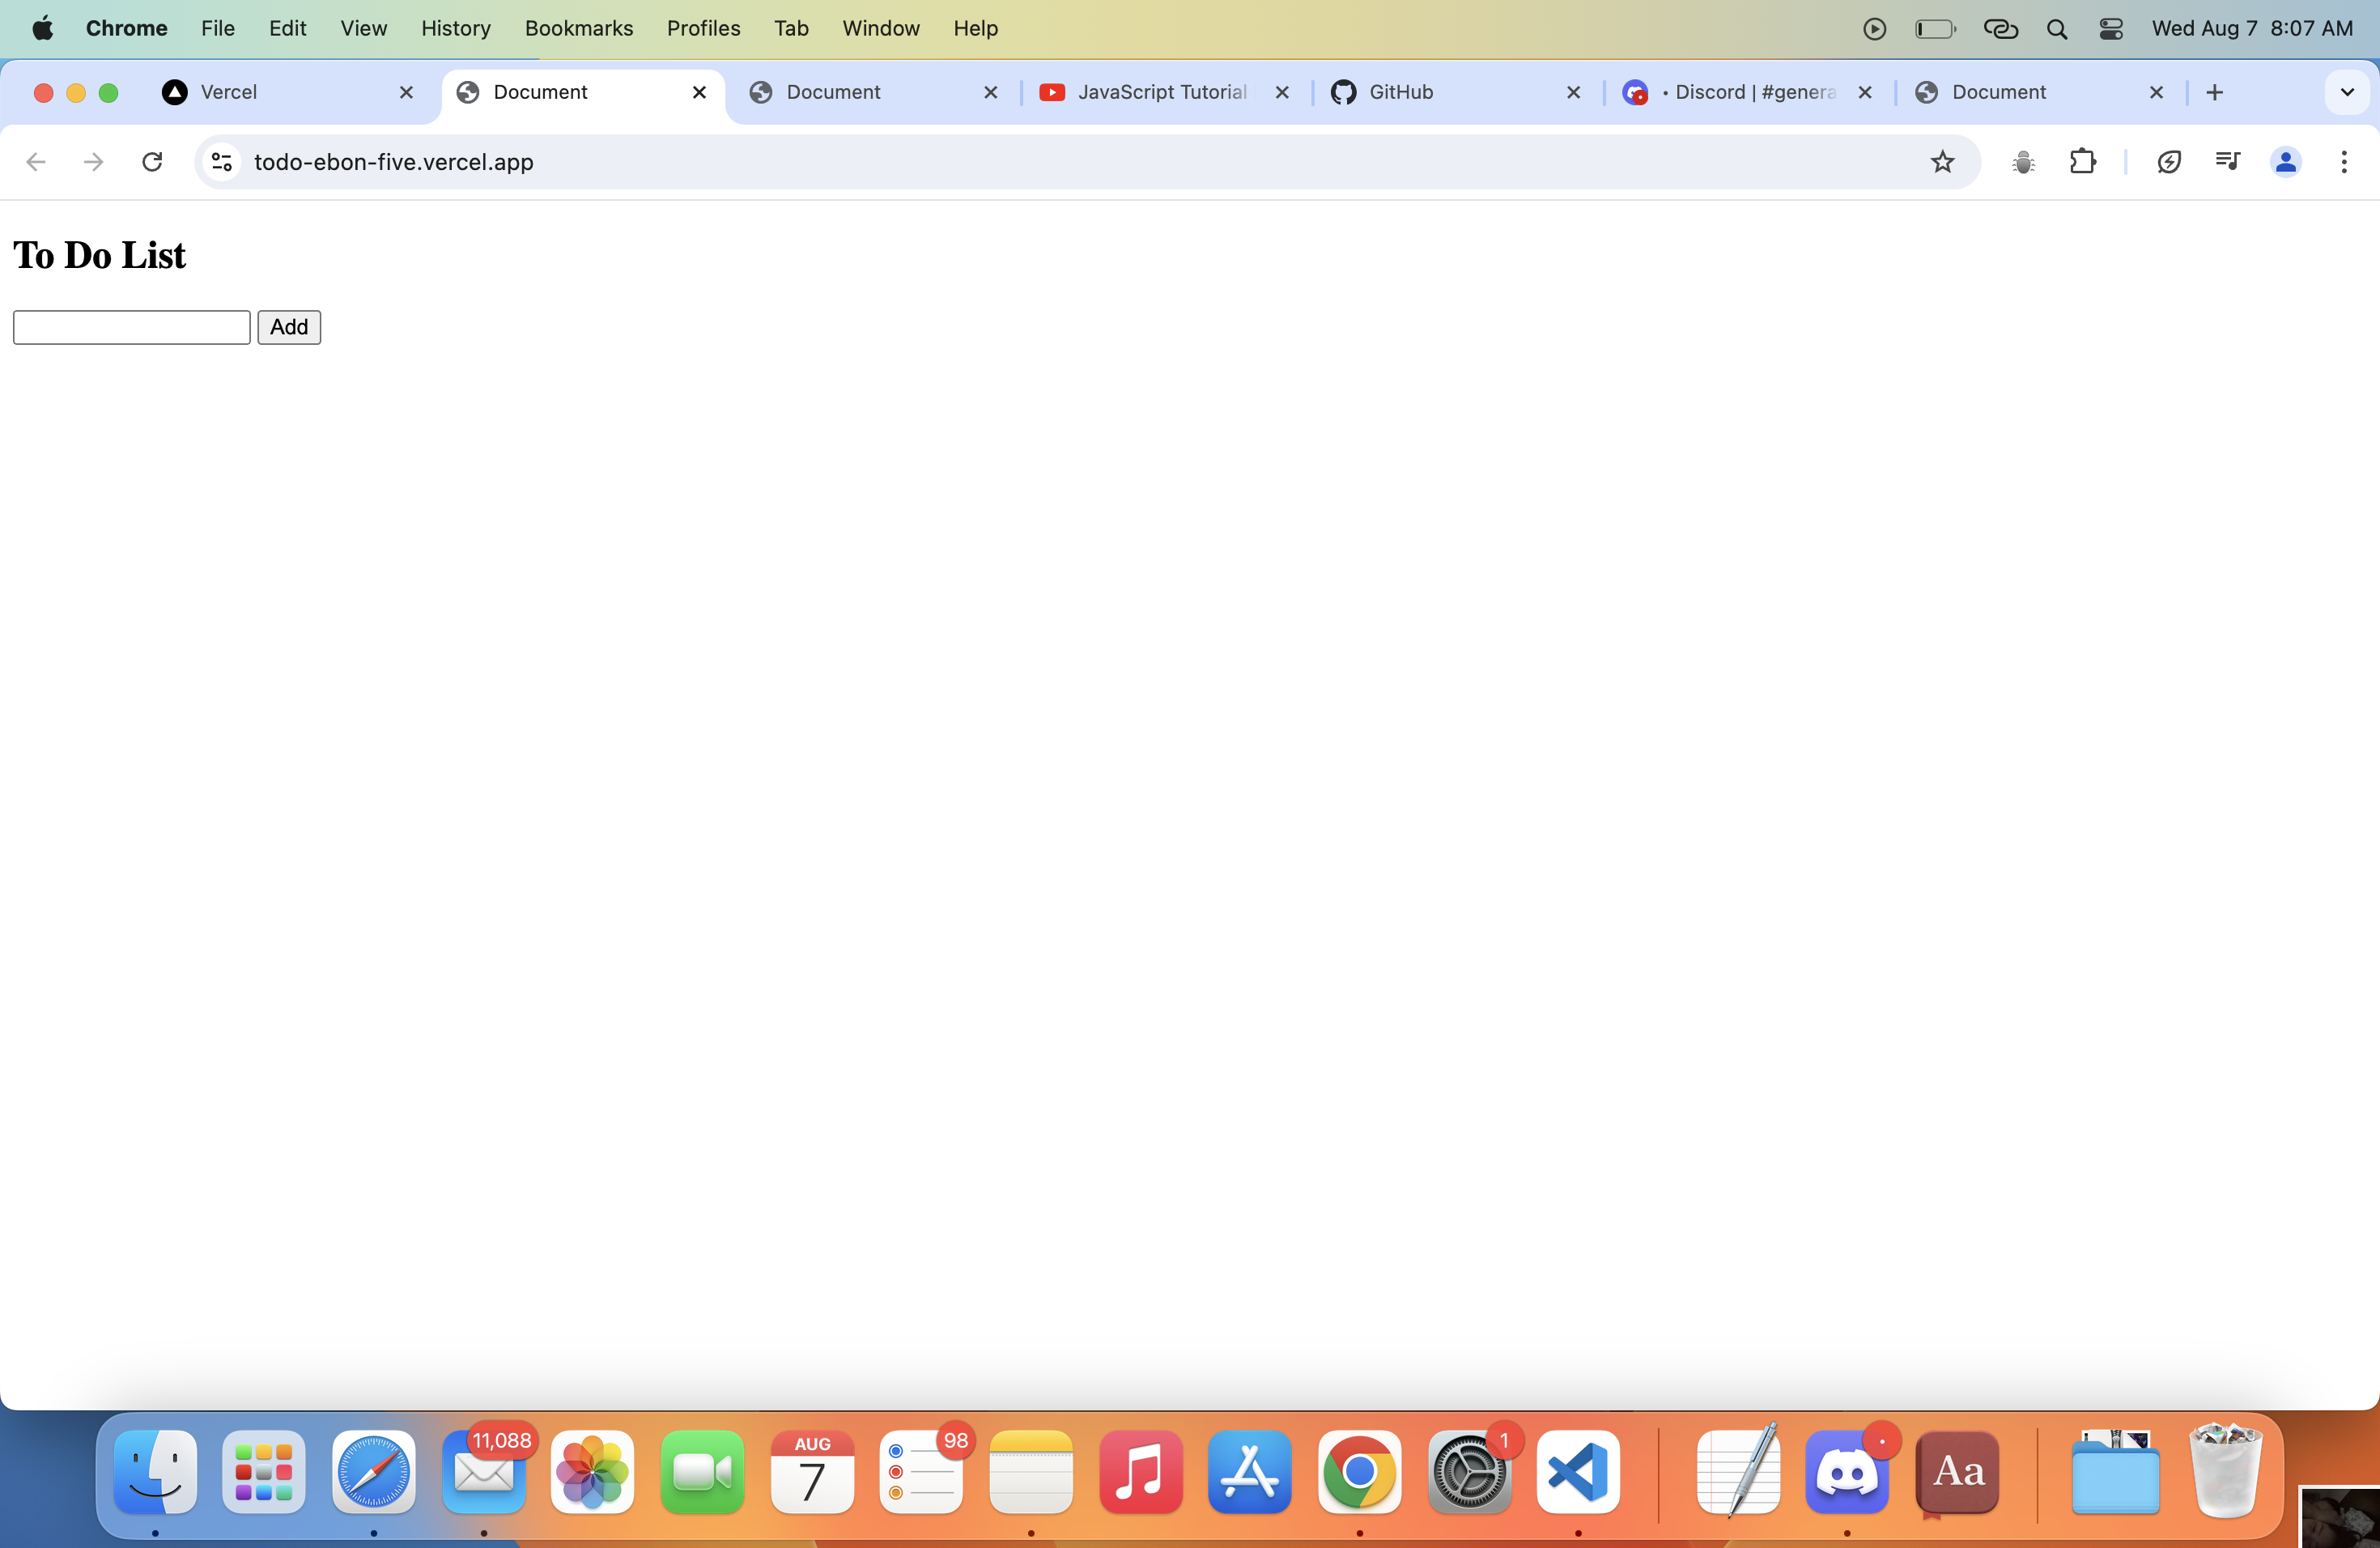 Chrome File Edit View History Bookmarks Profiles Tab Window Help Wed Aug 7 8:07 AM
Vercel Document Document JavaScript Tutorial GitHub • Discord | #genera Document
todo-ebon-five.vercel.app
To Do List
Add
11,088 AUG 98 1
7 Aa